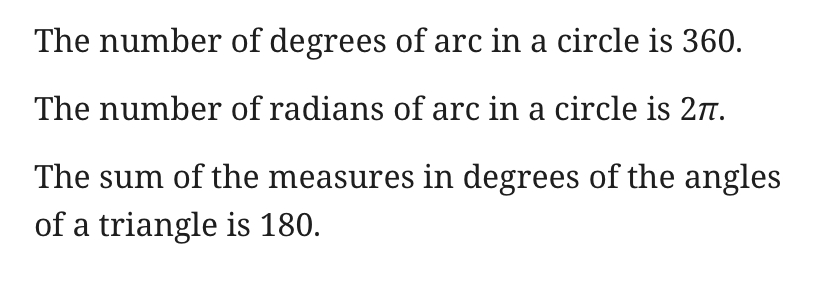 The number of degrees of arc in a circle is 360.
The number of radians of arc in a circle is 2π.
The sum of the measures in degrees of the angles
of a triangle is 180.